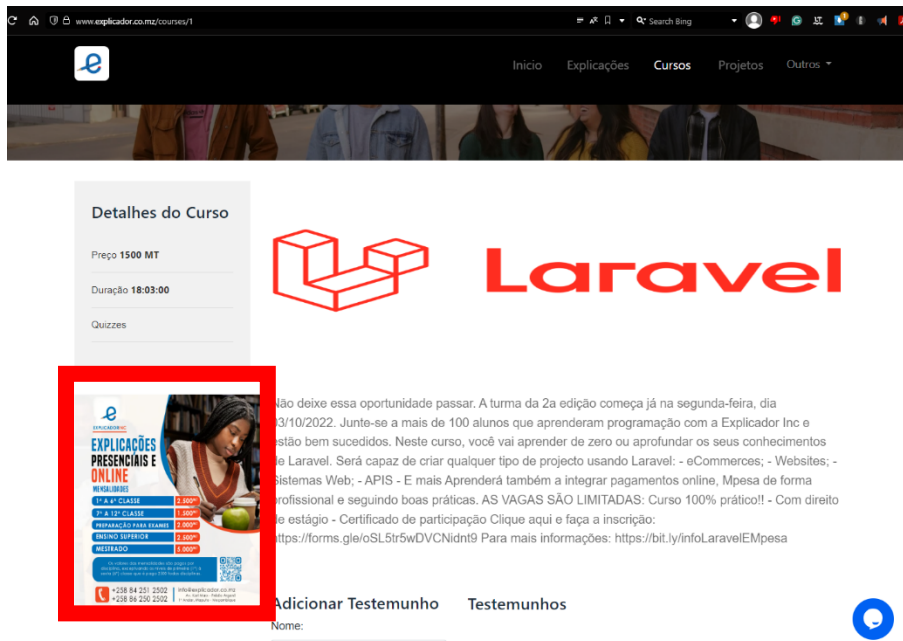 www.explicador.co.mz/courses/1
Search Bing
Inicio Explicações Cursos Projetos Outros
Detalhes do Curso
Preço 1500 MT
Duração 18:03:00
Quizzes
Laravel
EXPLICADORINC
EXPLICAÇÕES
PRESENCIAIS E
ONLINE
MENSALIDADES
1ª A 6ª CLASSE 2.500
7ª A 12ª CLASSE 1.500
PREPARAÇÃO PARA EXAMES 2.000
ENSINO SUPERIOR 2.500
MESTRADO 5.000
+258 84 251 2502
+258 86 250 2502
info@explicador.co.mz
Não deixe essa oportunidade passar. A turma da 2a edição começa já na segunda-feira, dia
03/10/2022. Junte-se a mais de 100 alunos que aprenderam programação com a Explicador Inc e
estão bem sucedidos. Neste curso, você vai aprender de zero ou aprofundar os seus conhecimentos
de Laravel. Será capaz de criar qualquer tipo de projecto usando Laravel: - eCommerces; - Websites; -
Sistemas Web; - APIS - E mais Aprenderá também a integrar pagamentos online, Mpesa de forma
profissional e seguindo boas práticas. AS VAGAS SÃO LIMITADAS: Curso 100% prático!! - Com direito
de estágio - Certificado de participação Clique aqui e faça a inscrição:
https://forms.gle/oSL5tr5wDVCNidnt9 Para mais informações: https://bit.ly/infoLaravelEMpesa
Adicionar Testemunho
Nome:
Testemunhos